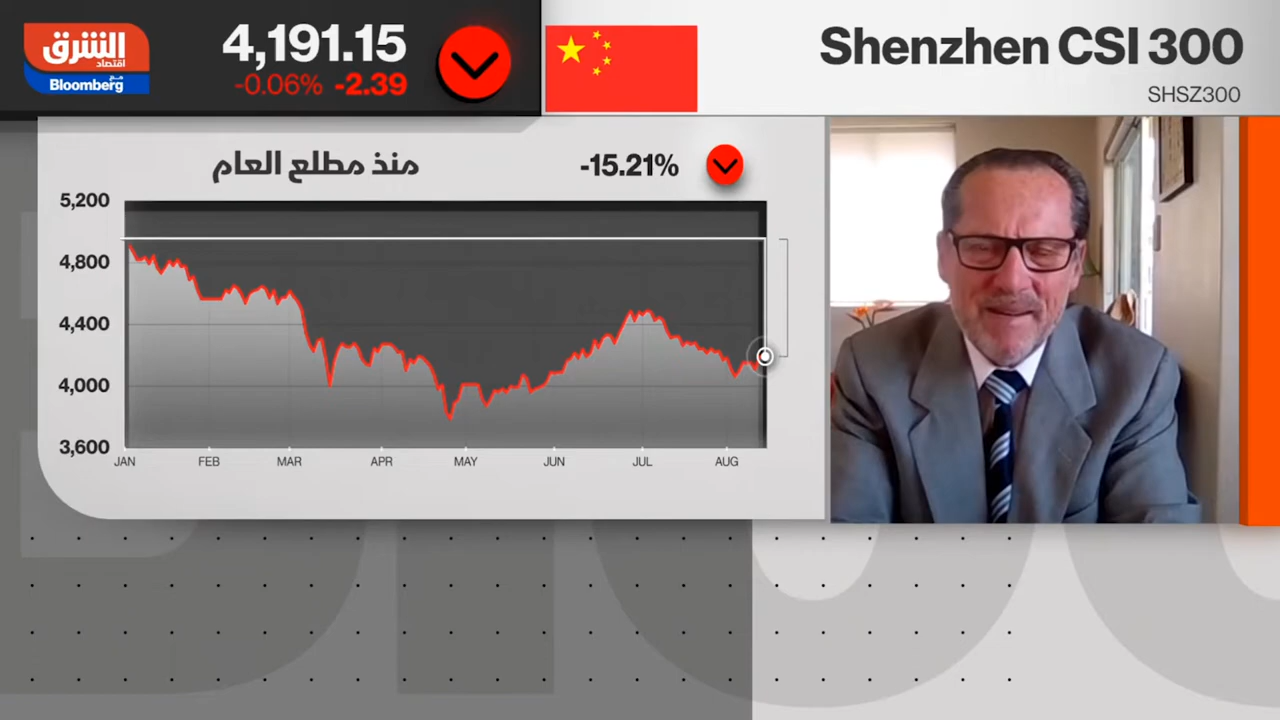 الشرق
اقتصاد
مع
Bloomberg
4,191.15
-0.06% -2.39
Shenzhen CSI 300
SHSZ300
منذ مطلع العام
-15.21%
5,200
4,800
4,400
4,000
3,600
JAN FEB MAR APR MAY JUN JUL AUG